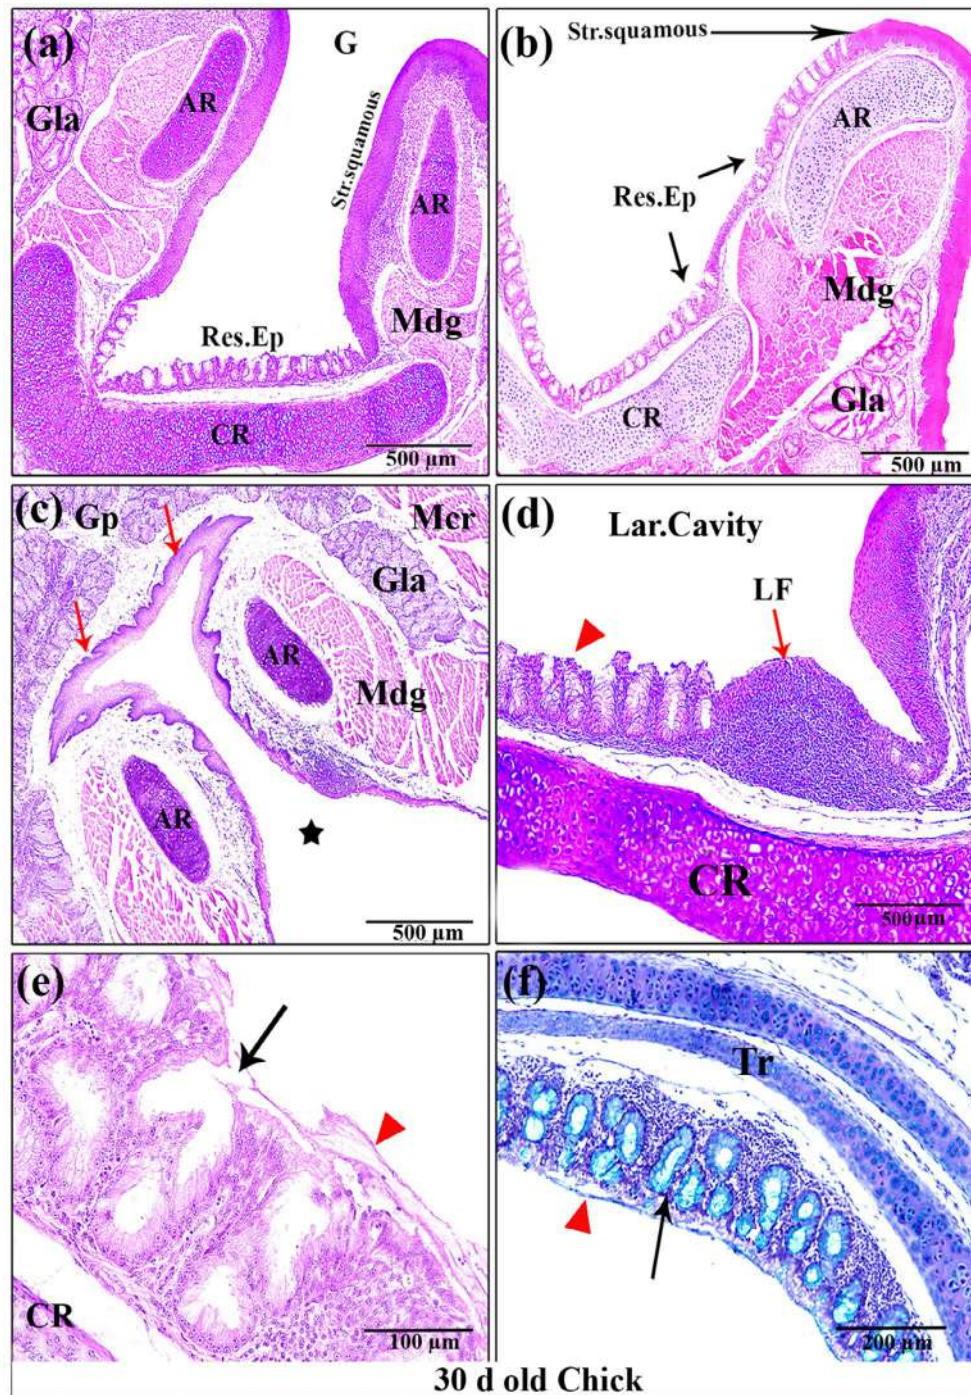 (a)
G
AR
Gla
Str.squamous
AR
Res.Ep
Mdg
CR
500 µm
(b)
Str.squamous
AR
Res.Ep
Mdg
CR
Gla
500 µm
(c)
Gp
Mcr
Gla
AR
Mdg
AR
500 µm
(d)
Lar.Cavity
LF
CR
500µm
(e)
CR
100 µm
(f)
Tr
200 µm
30 d old Chick